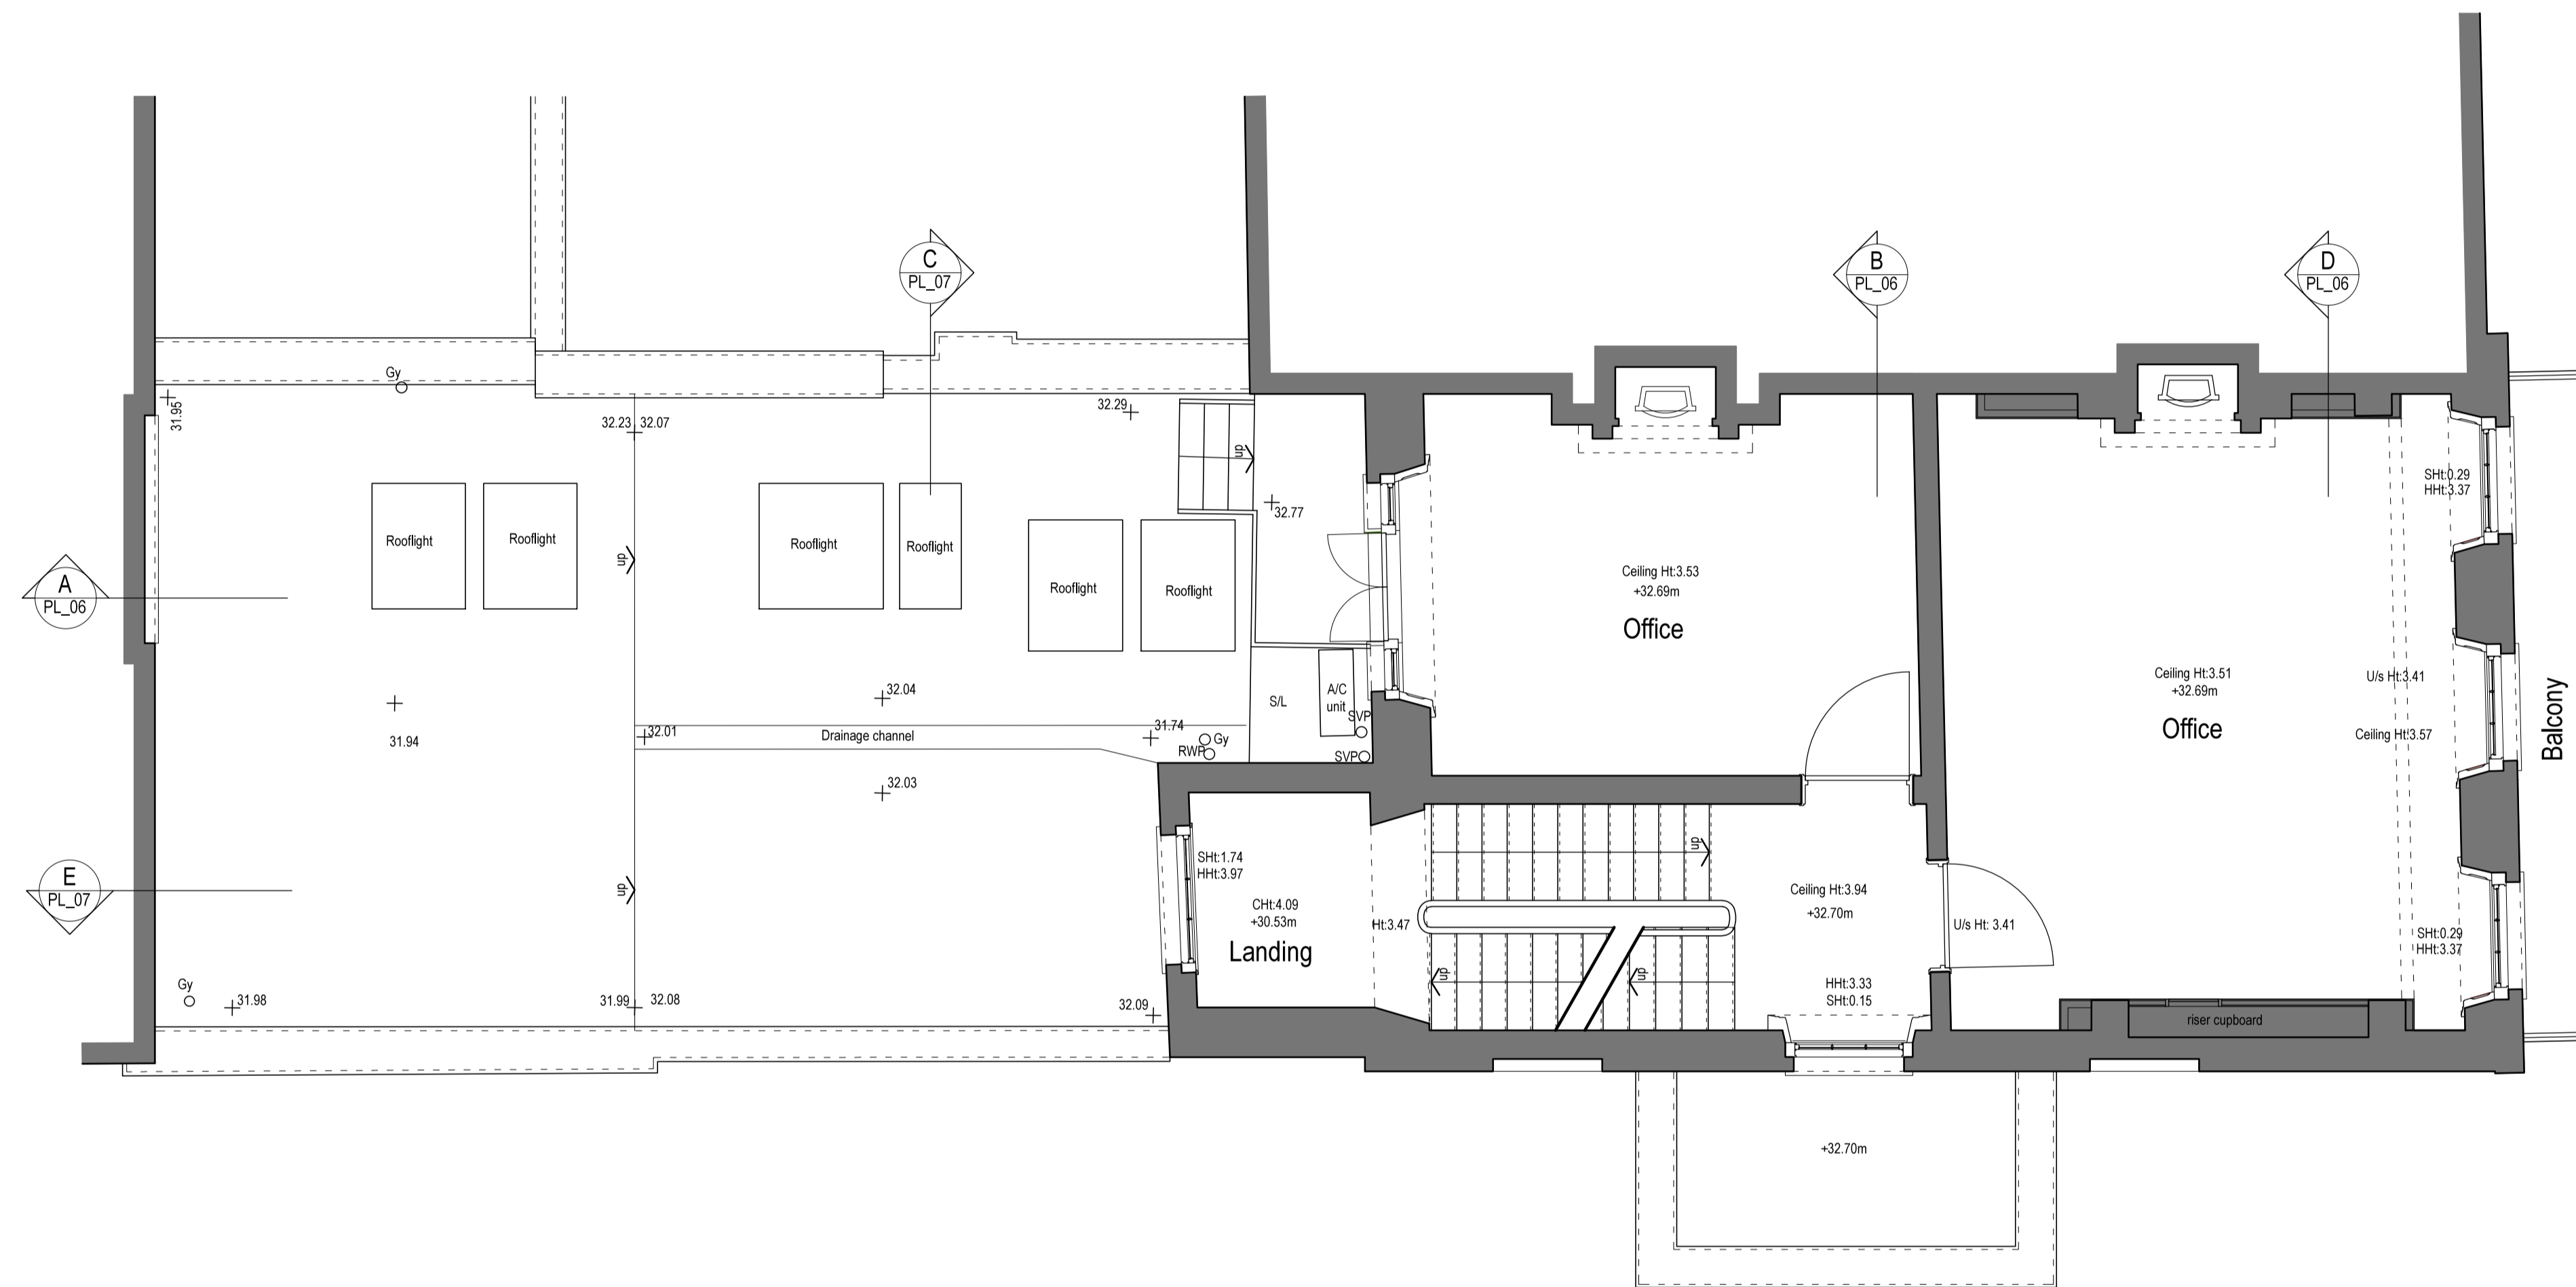 C
PL_07
B
PL_06
D
PL_06
Gy
31.95
32.23
32.07
32.29
dn
32.77
SHt:0.29
HHt:3.37
Rooflight
Rooflight
Rooflight
Rooflight
Rooflight
Rooflight
up
A
PL_06
Ceiling Ht:3.53
+32.69m
Office
Ceiling Ht:3.51
+32.69m
Office
U/s Ht:3.41
Ceiling Ht:3.57
Balcony
32.04
S/L
A/C
unit
SVP
SVP
31.94
32.01
Drainage channel
31.74
Gy
RWP
32.03
E
PL_07
up
SHt:1.74
HHt:3.97
CHt:4.09
+30.53m
Landing
Ht:3.47
dn
up
dn
Ceiling Ht:3.94
+32.70m
U/s Ht: 3.41
HHt:3.33
SHt:0.15
SHt:0.29
HHt:3.37
Gy
31.98
31.99
32.08
32.09
riser cupboard
+32.70m